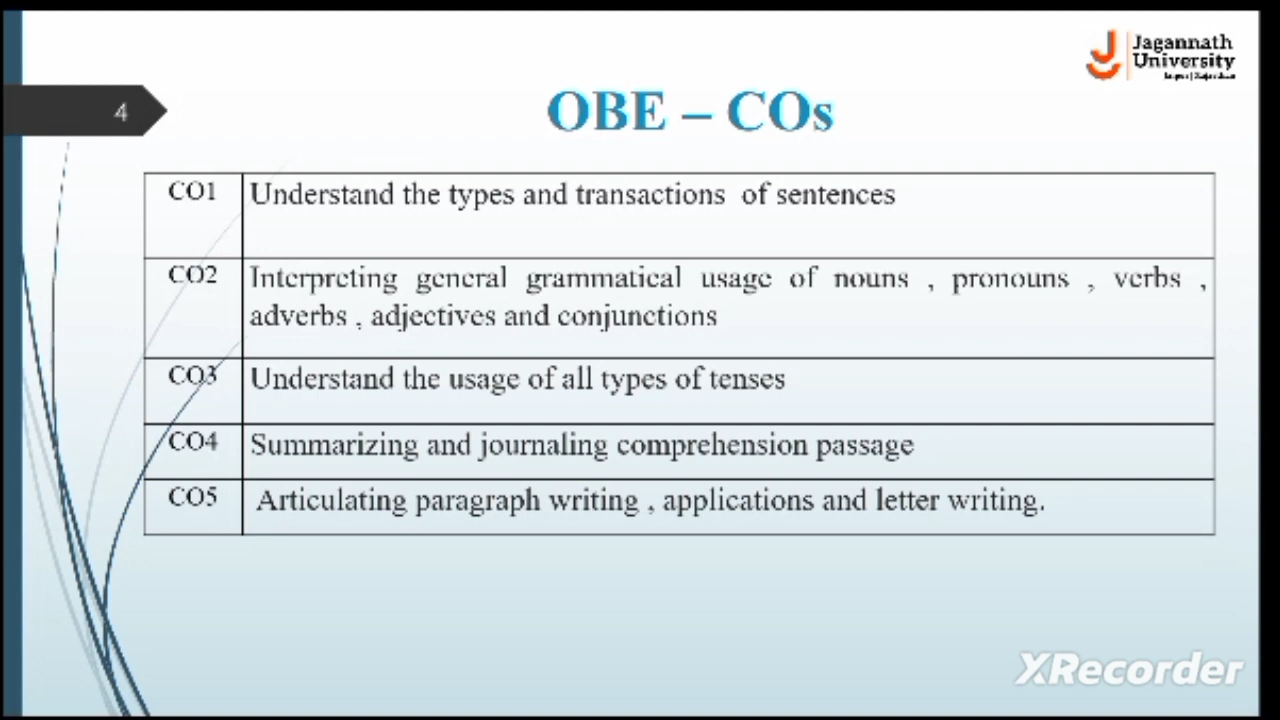 Jagannath
University
4
OBE – COs
CO1 Understand the types and transactions of sentences
CO2 Interpreting general grammatical usage of nouns , pronouns , verbs ,
adverbs , adjectives and conjunctions
CO3 Understand the usage of all types of tenses
CO4 Summarizing and journaling comprehension passage
CO5 Articulating paragraph writing , applications and letter writing.
XRecorder